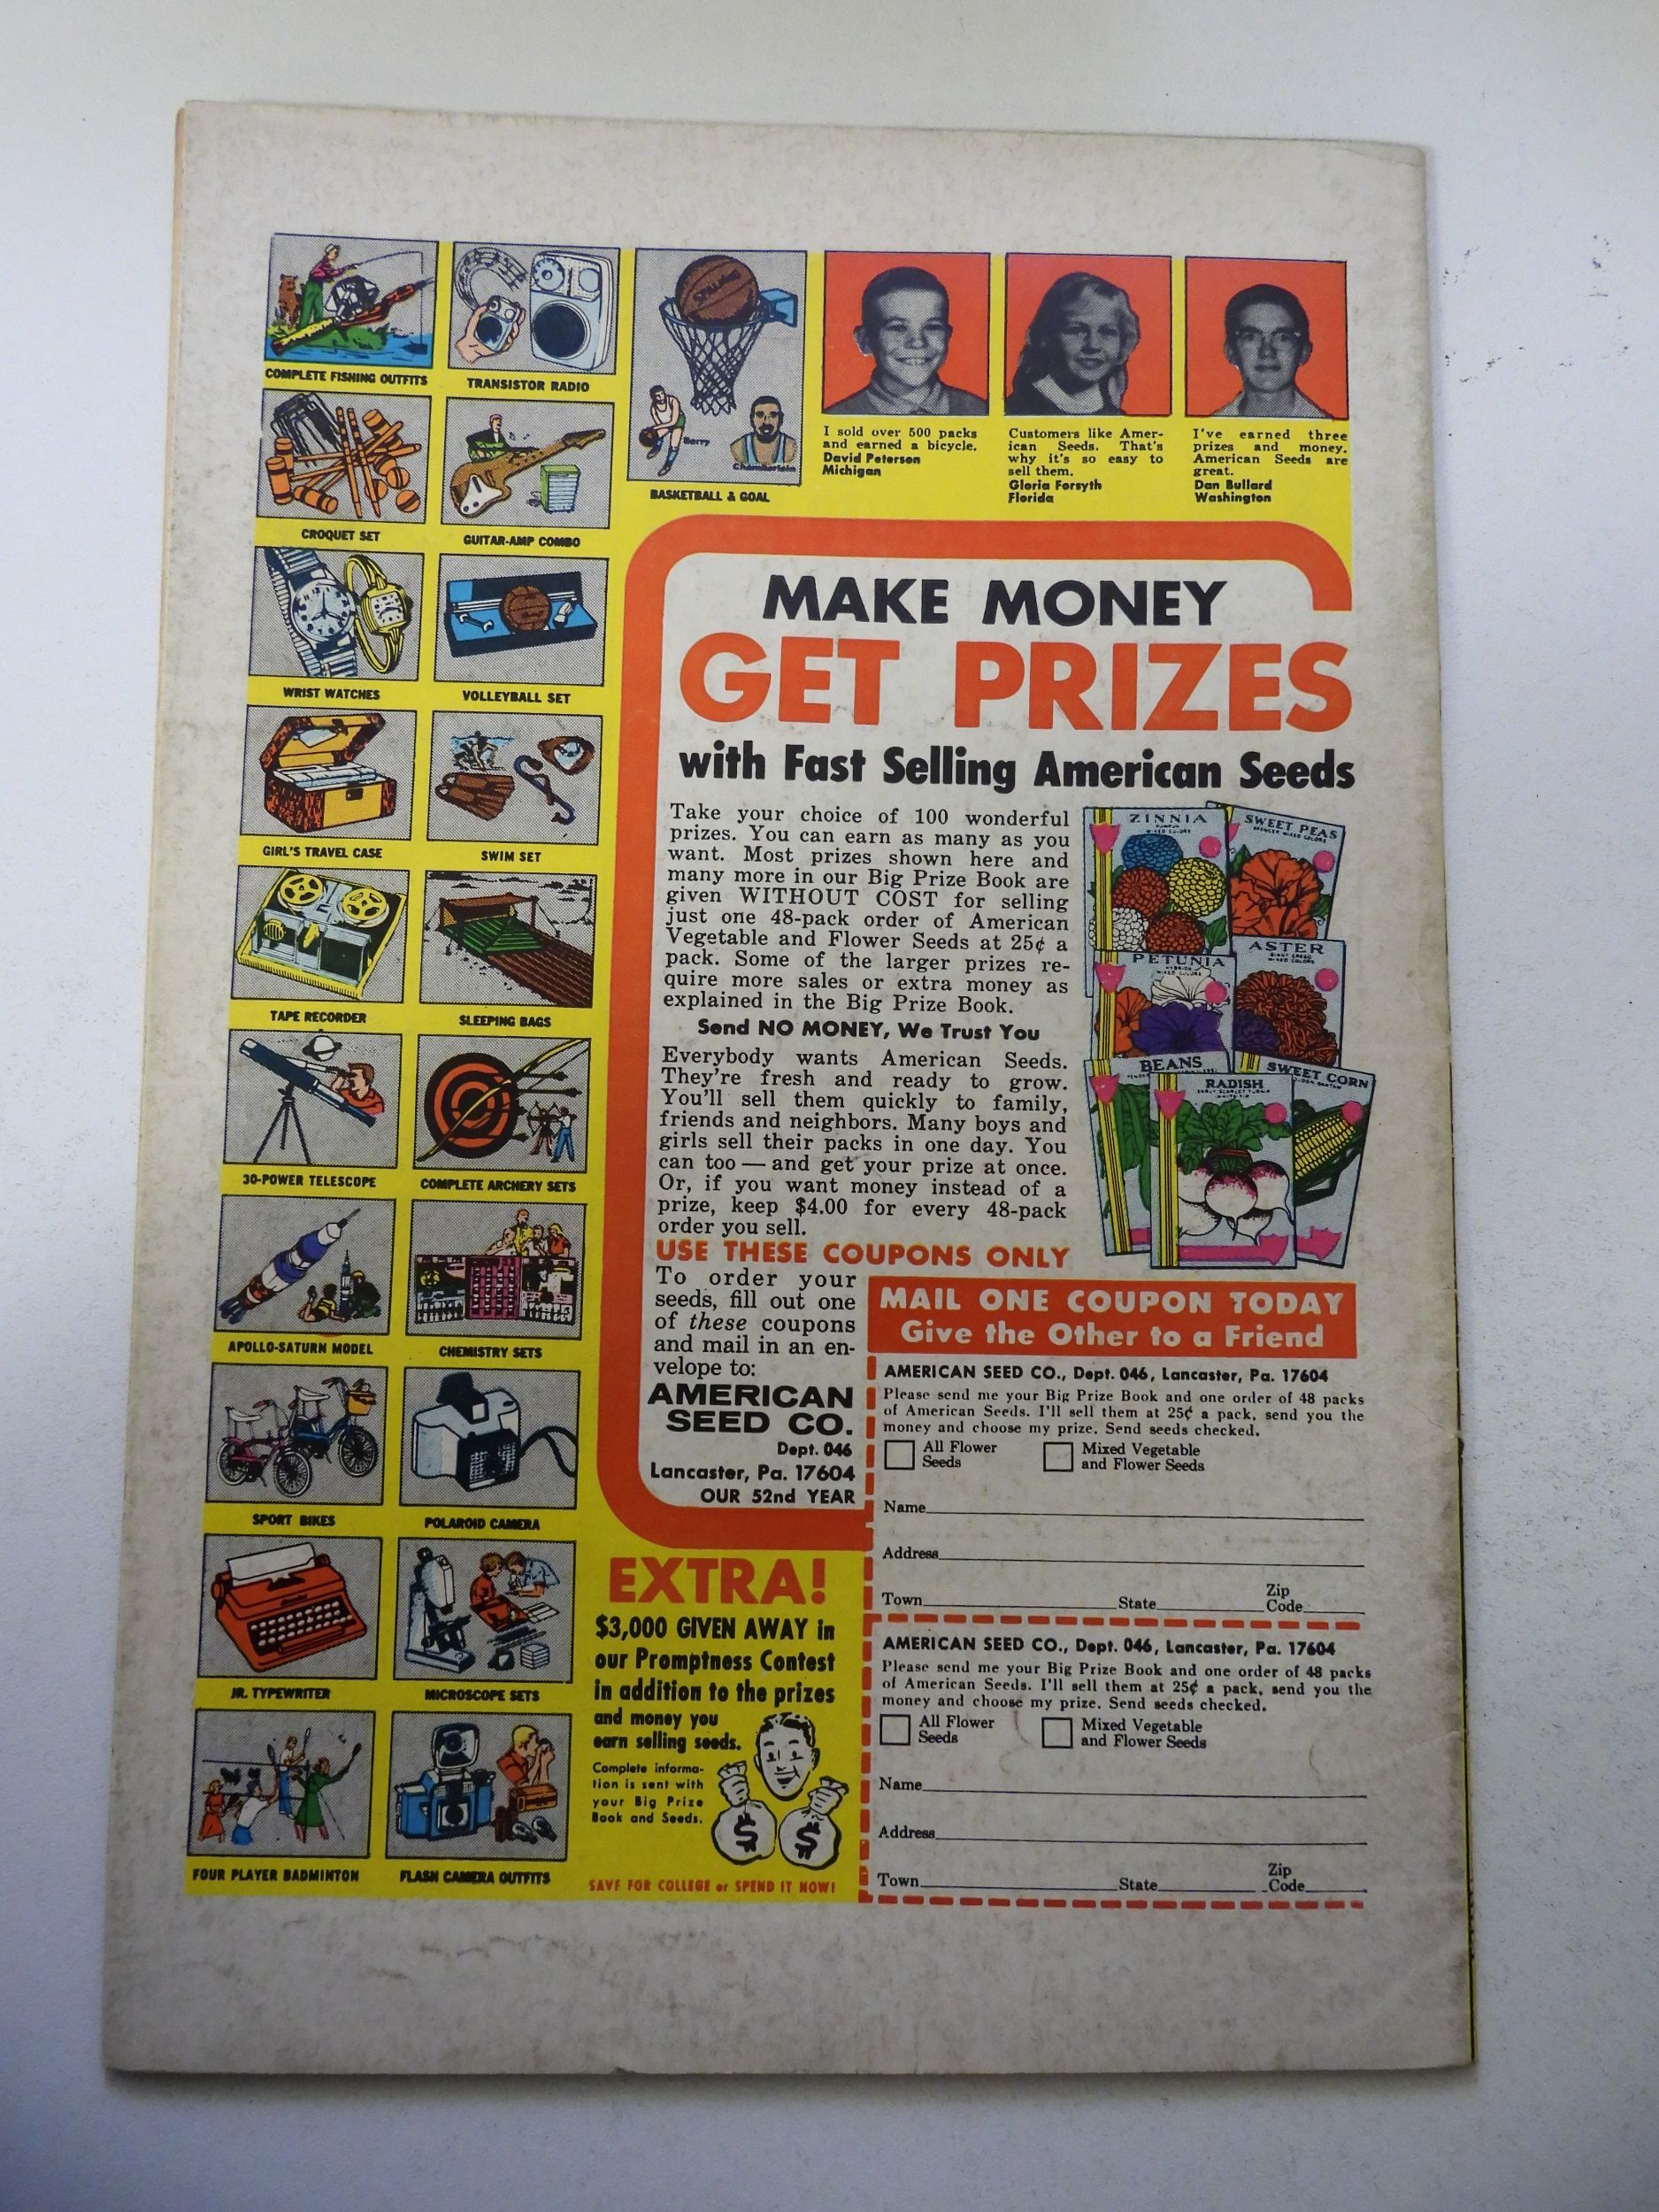 COMPLETE FISHING OUTFITS
TRANSISTOR RADIO
SPALDING
Barry
Chamberlain
BASKETBALL & GOAL
I sold over 500 packs
and earned a bicycle.
David Peterson
Michigan
Customers like Amer-
ican Seeds. That's
why it's so easy to
sell them.
Gloria Forsyth
Florida
I've earned three
prizes and money.
American Seeds are
great.
Dan Bullard
Washington
CROQUET SET
GUITAR-AMP COMBO
WRIST WATCHES
VOLLEYBALL SET
GIRL'S TRAVEL CASE
SWIM SET
TAPE RECORDER
SLEEPING BAGS
30-POWER TELESCOPE
COMPLETE ARCHERY SETS
APOLLO-SATURN MODEL
CHEMISTRY SETS
SPORT BIKES
POLAROID CAMERA
JR. TYPEWRITER
MICROSCOPE SETS
FOUR PLAYER BADMINTON
FLASH CAMERA OUTFITS
MAKE MONEY
GET PRIZES
with Fast Selling American Seeds
Take your choice of 100 wonderful
prizes. You can earn as many as you
want. Most prizes shown here and
many more in our Big Prize Book are
given WITHOUT COST for selling
just one 48-pack order of American
Vegetable and Flower Seeds at 25¢ a
pack. Some of the larger prizes re-
quire more sales or extra money as
explained in the Big Prize Book.
Send NO MONEY, We Trust You
Everybody wants American Seeds.
They're fresh and ready to grow.
You'll sell them quickly to family,
friends and neighbors. Many boys and
girls sell their packs in one day. You
can too — and get your prize at once.
Or, if you want money instead of a
prize, keep $4.00 for every 48-pack
order you sell.
ZINNIA
MIXED COLORS
SWEET PEAS
SPENCER MIXED COLORS
PETUNIA
MIXED COLORS
ASTER
MIXED COLORS
BEANS
RADISH
SWEET CORN
USE THESE COUPONS ONLY
To order your
seeds, fill out one
of these coupons
and mail in an en-
velope to:
AMERICAN
SEED CO.
Dept. 046
Lancaster, Pa. 17604
OUR 52nd YEAR
EXTRA!
$3,000 GIVEN AWAY in
our Promptness Contest
in addition to the prizes
and money you
earn selling seeds.
Complete informa-
tion is sent with
your Big Prize
Book and Seeds.
$ $
SAVE FOR COLLEGE or SPEND IT NOW!
MAIL ONE COUPON TODAY
Give the Other to a Friend
AMERICAN SEED CO., Dept. 046, Lancaster, Pa. 17604
Please send me your Big Prize Book and one order of 48 packs
of American Seeds. I'll sell them at 25¢ a pack, send you the
money and choose my prize. Send seeds checked.
All Flower
Seeds
Mixed Vegetable
and Flower Seeds
Name
Address
Town State Zip
Code
AMERICAN SEED CO., Dept. 046, Lancaster, Pa. 17604
Please send me your Big Prize Book and one order of 48 packs
of American Seeds. I'll sell them at 25¢ a pack, send you the
money and choose my prize. Send seeds checked.
All Flower
Seeds
Mixed Vegetable
and Flower Seeds
Name
Address
Town State Zip
Code